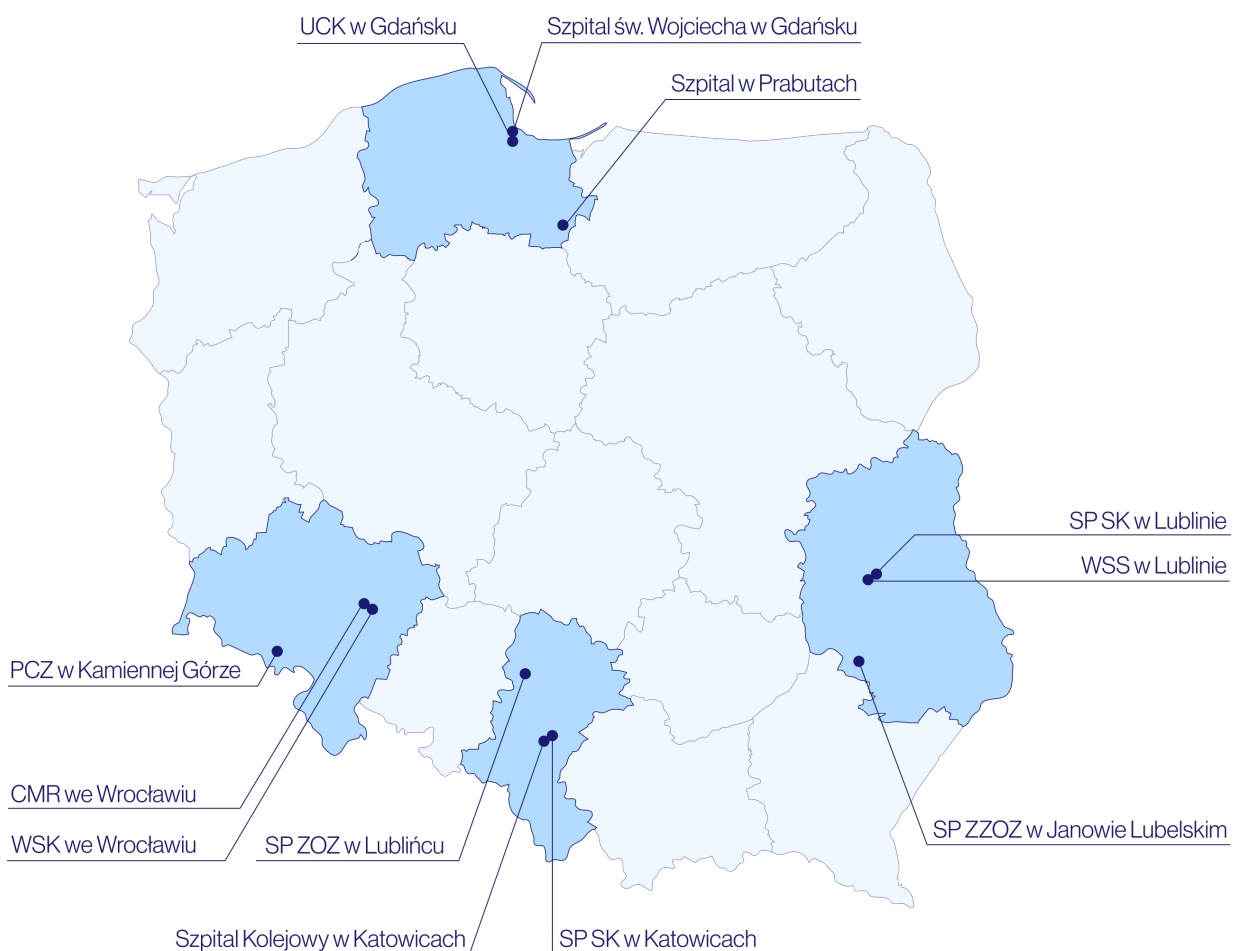 UCK w Gdańsku
Szpital św. Wojciecha w Gdańsku
Szpital w Prabutach
SP SK w Lublinie
WSS w Lublinie
PCZ w Kamiennej Górze
CMR we Wrocławiu
WSK we Wrocławiu
SP ZOZ w Lublińcu
SP ZZOZ w Janowie Lubelskim
Szpital Kolejowy w Katowicach
SP SK w Katowicach